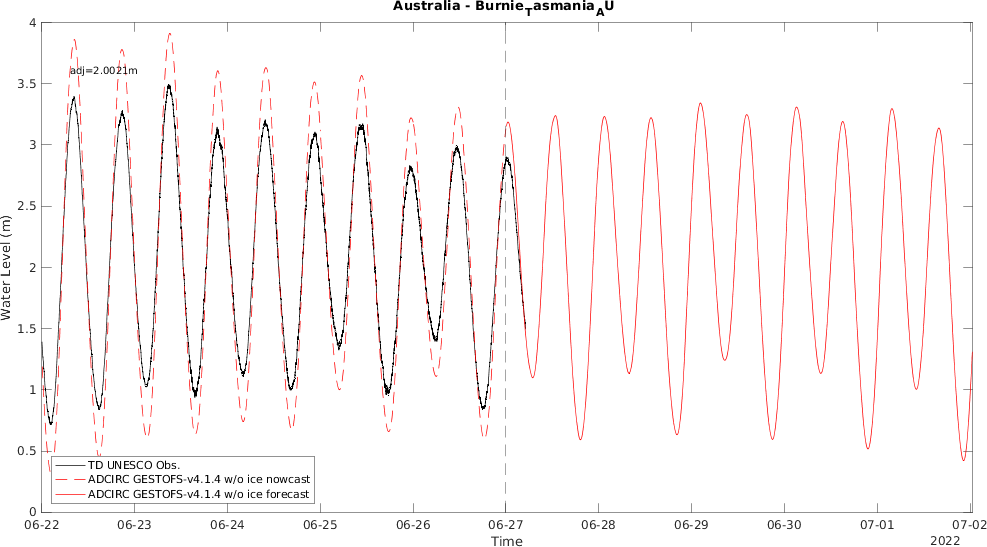 Australia - Burnie_Tasmania_AU
adj=2.0021m
4
3.5
3
2.5
2
1.5
1
0.5
0
Water Level (m)
TD UNESCO Obs.
ADCIRC GESTOFS-v4.1.4 w/o ice nowcast
ADCIRC GESTOFS-v4.1.4 w/o ice forecast
06-22 06-23 06-24 06-25 06-26 06-27 06-28 06-29 06-30 07-01 07-02
Time
2022